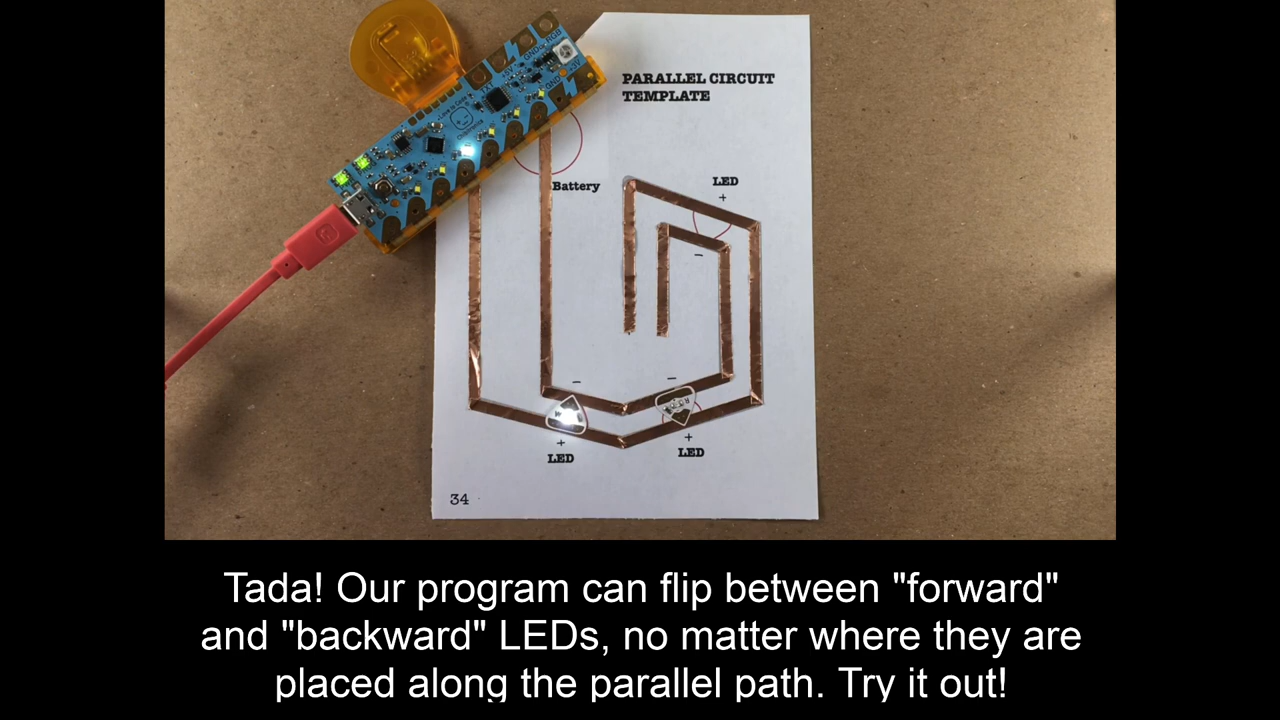 PARALLEL CIRCUIT
TEMPLATE
LED
+
Battery
−
−
−
+
LED
+
LED
34
Tada! Our program can flip between "forward"
and "backward" LEDs, no matter where they are
placed along the parallel path. Try it out!